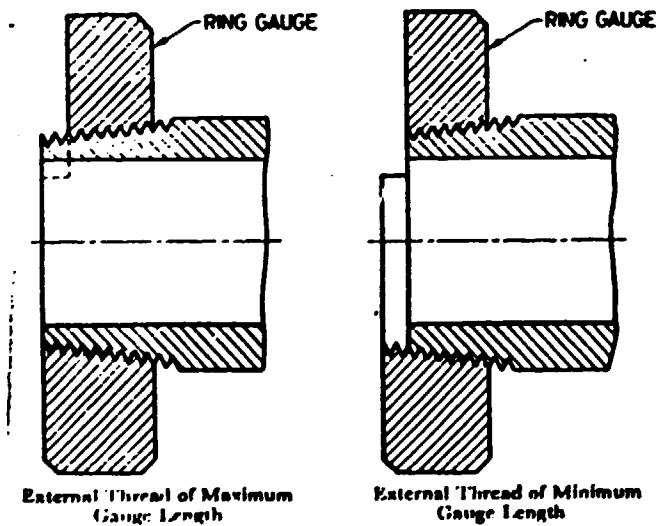 RING GAUGE
RING GAUGE
External Thread of Maximum
Gauge Length
External Thread of Minimum
Gauge Length